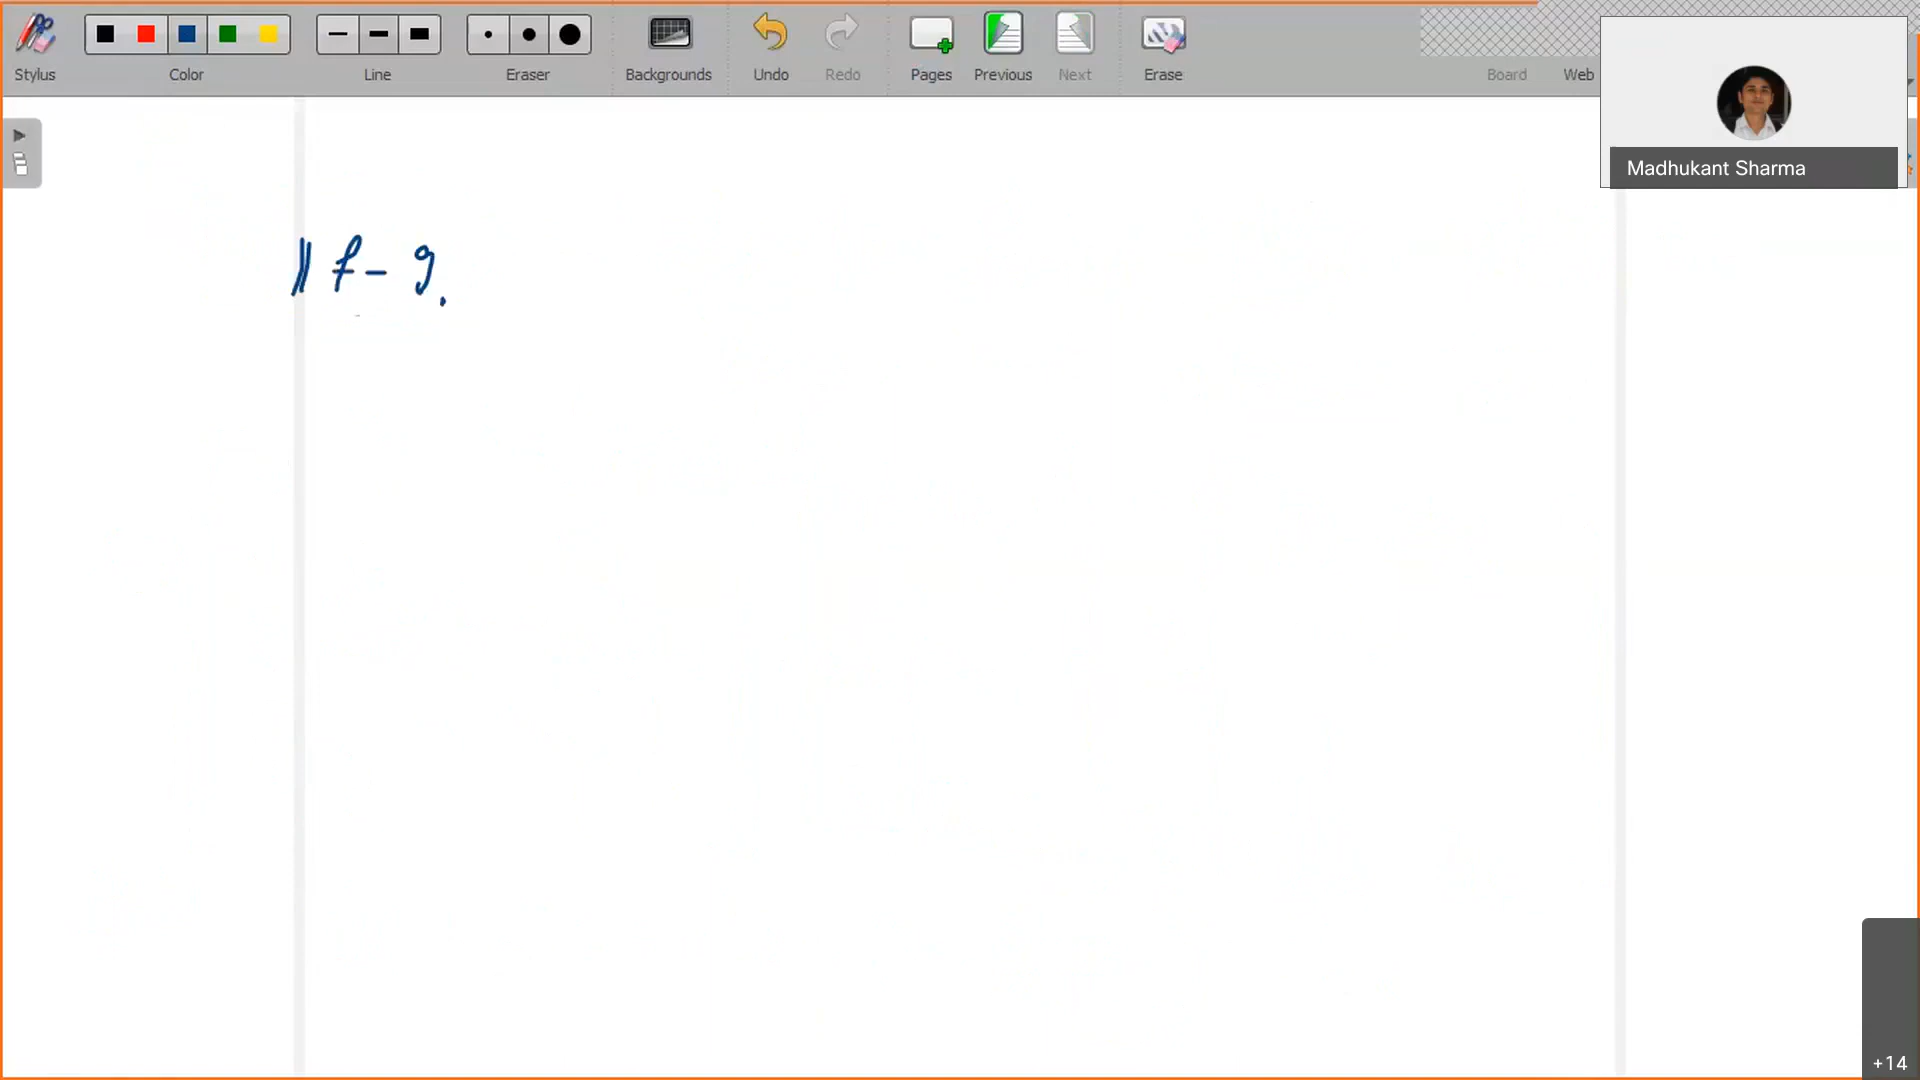 Stylus Color Line Eraser Backgrounds Undo Redo Pages Previous Next Erase Board Web
Madhukant Sharma
|| f - g.
+14